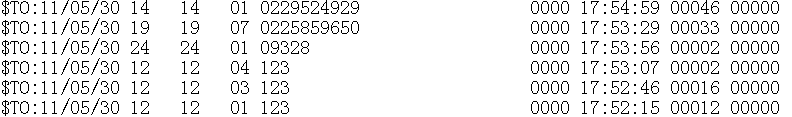 $TO:11/05/30 14   14   01 0229524929                 0000 17:54:59 00046 00000
$TO:11/05/30 19   19   07 0225859650                 0000 17:53:29 00033 00000
$TO:11/05/30 24   24   01 09328                      0000 17:53:56 00002 00000
$TO:11/05/30 12   12   04 123                        0000 17:53:07 00002 00000
$TO:11/05/30 12   12   03 123                        0000 17:52:46 00016 00000
$TO:11/05/30 12   12   01 123                        0000 17:52:15 00012 00000